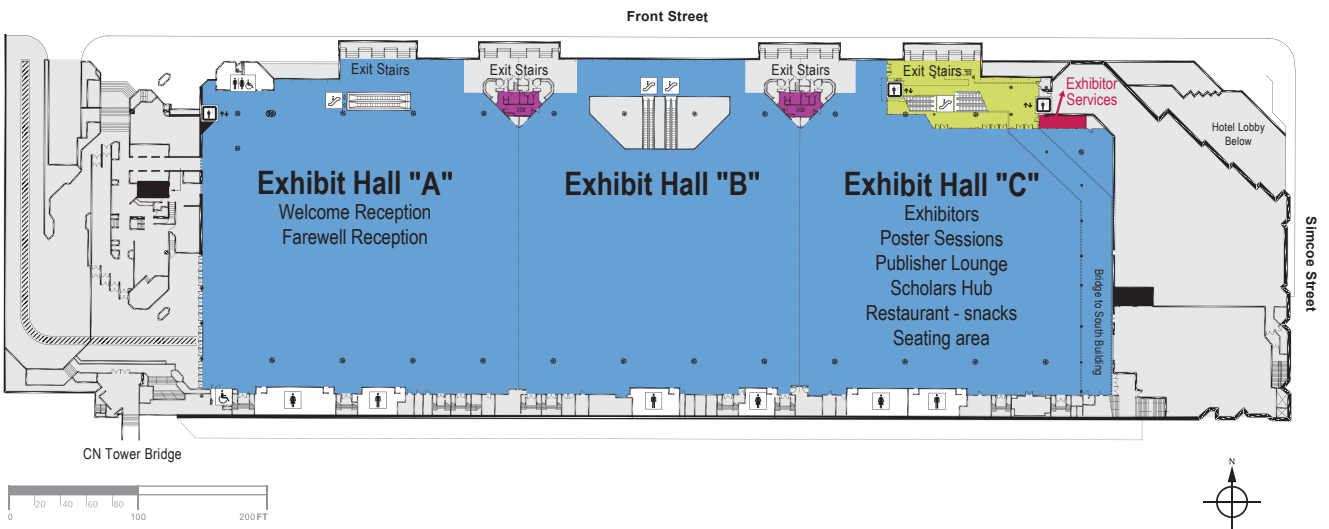 Front Street
Exit Stairs
Exit Stairs
Exit Stairs
Exit Stairs
Exhibitor
Services
Hotel Lobby
Below
Exhibit Hall "A"
Welcome Reception
Farewell Reception
Exhibit Hall "B"
Exhibit Hall "C"
Exhibitors
Poster Sessions
Publisher Lounge
Scholars Hub
Restaurant - snacks
Seating area
Bridge to South Building
Simcoe Street
CN Tower Bridge
N
20
40
60
80
0
100
200 FT